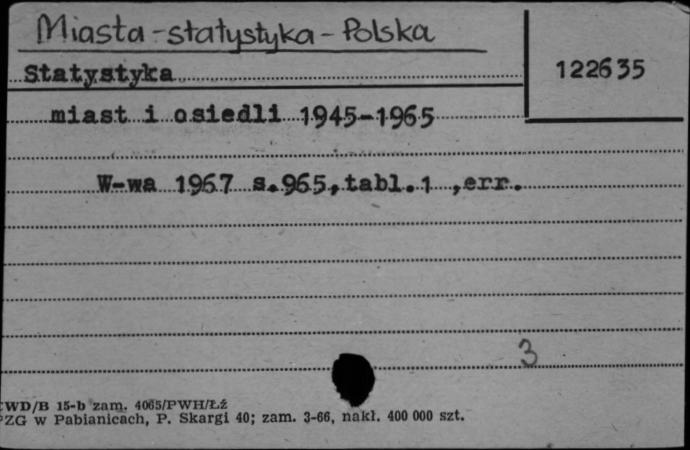 Miasta - statystyka - Polska
Statystyka
122635
miast i osiedli 1945-1965
W-wa 1967 s.965, tabl.1 , err.
3
WD/B 15-b zam. 4065/PWH/Łź
PZG w Pabianicach, P. Skargi 40; zam. 3-66, nakł. 400 000 szt.